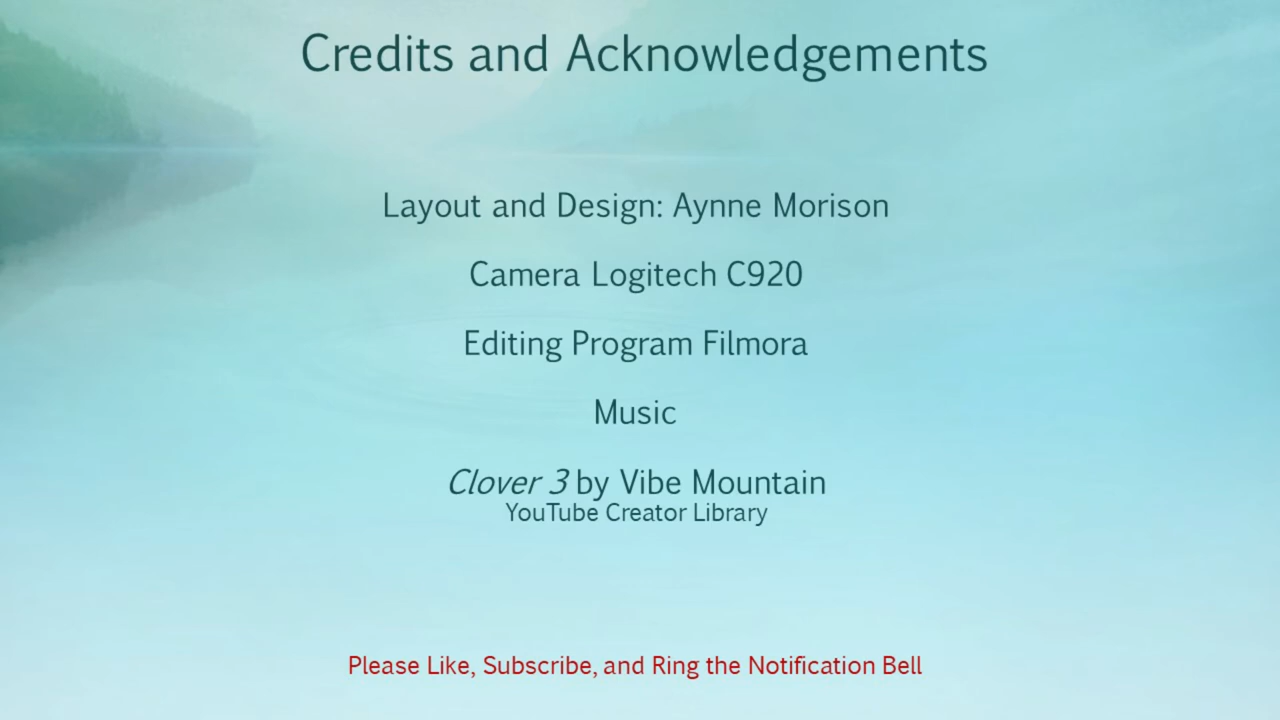 Credits and Acknowledgements
Layout and Design: Aynne Morison
Camera Logitech C920
Editing Program Filmora
Music
Clover 3 by Vibe Mountain
YouTube Creator Library
Please Like, Subscribe, and Ring the Notification Bell